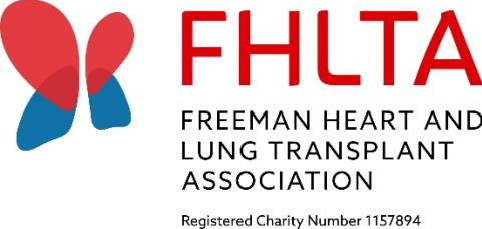 FHLTA
FREEMAN HEART AND
LUNG TRANSPLANT
ASSOCIATION
Registered Charity Number 1157894